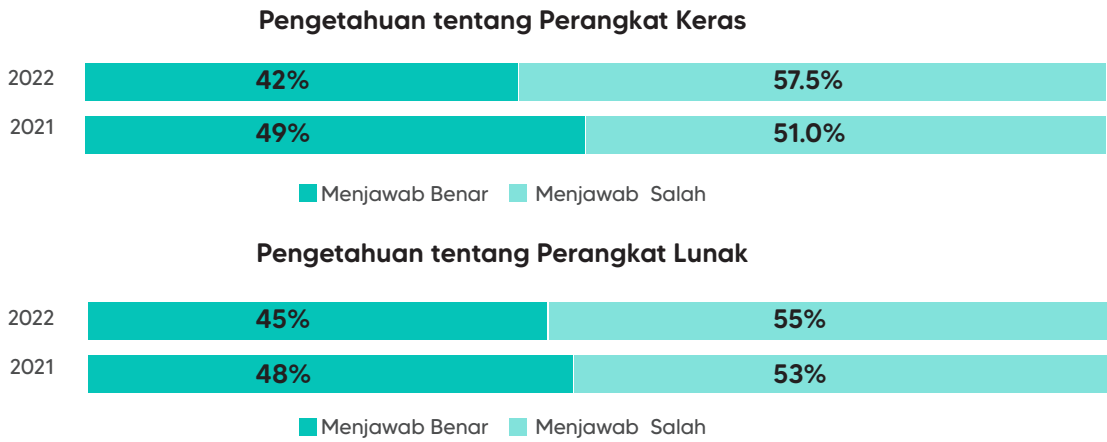 Pengetahuan tentang Perangkat Keras
2022 42% 57.5%
2021 49% 51.0%
Menjawab Benar Menjawab Salah
Pengetahuan tentang Perangkat Lunak
2022 45% 55%
2021 48% 53%
Menjawab Benar Menjawab Salah